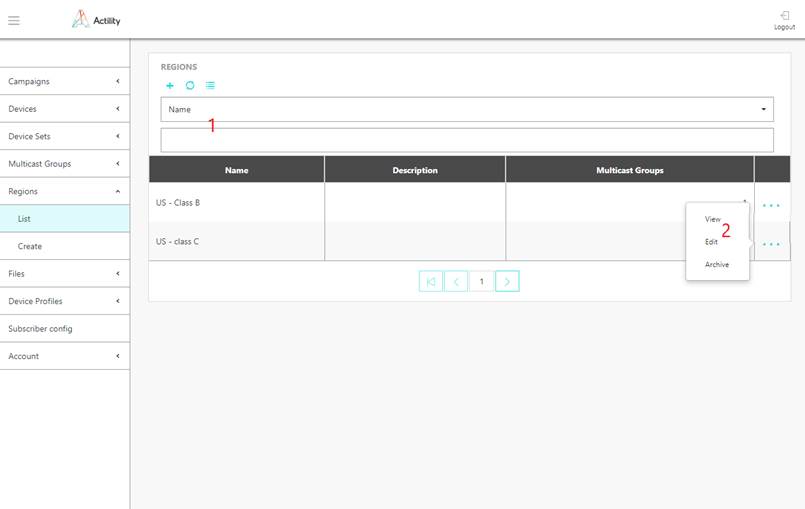 Actility
Logout
Campaigns
Devices
Device Sets
Multicast Groups
Regions
List
Create
Files
Device Profiles
Subscriber config
Account
REGIONS
Name
1
Name Description Multicast Groups
US - Class B
US - class C
View
2
Edit
Archive
1